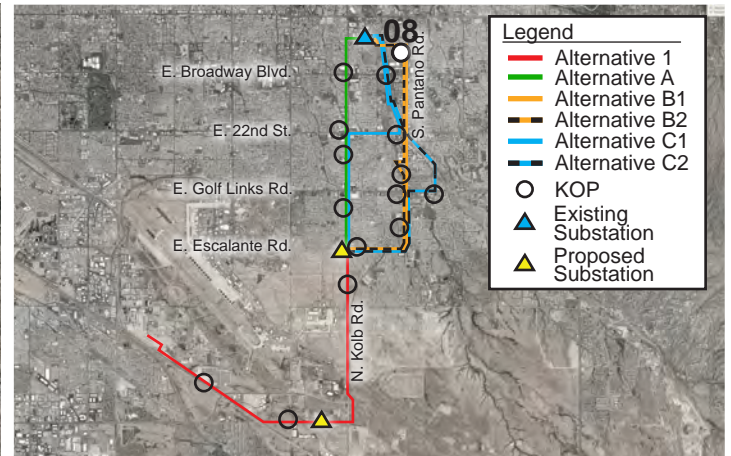 08
S. Pantano Rd.
E. Broadway Blvd.
E. 22nd St.
E. Golf Links Rd.
E. Escalante Rd.
N. Kolb Rd.
Legend
Alternative 1
Alternative A
Alternative B1
Alternative B2
Alternative C1
Alternative C2
KOP
Existing
Substation
Proposed
Substation